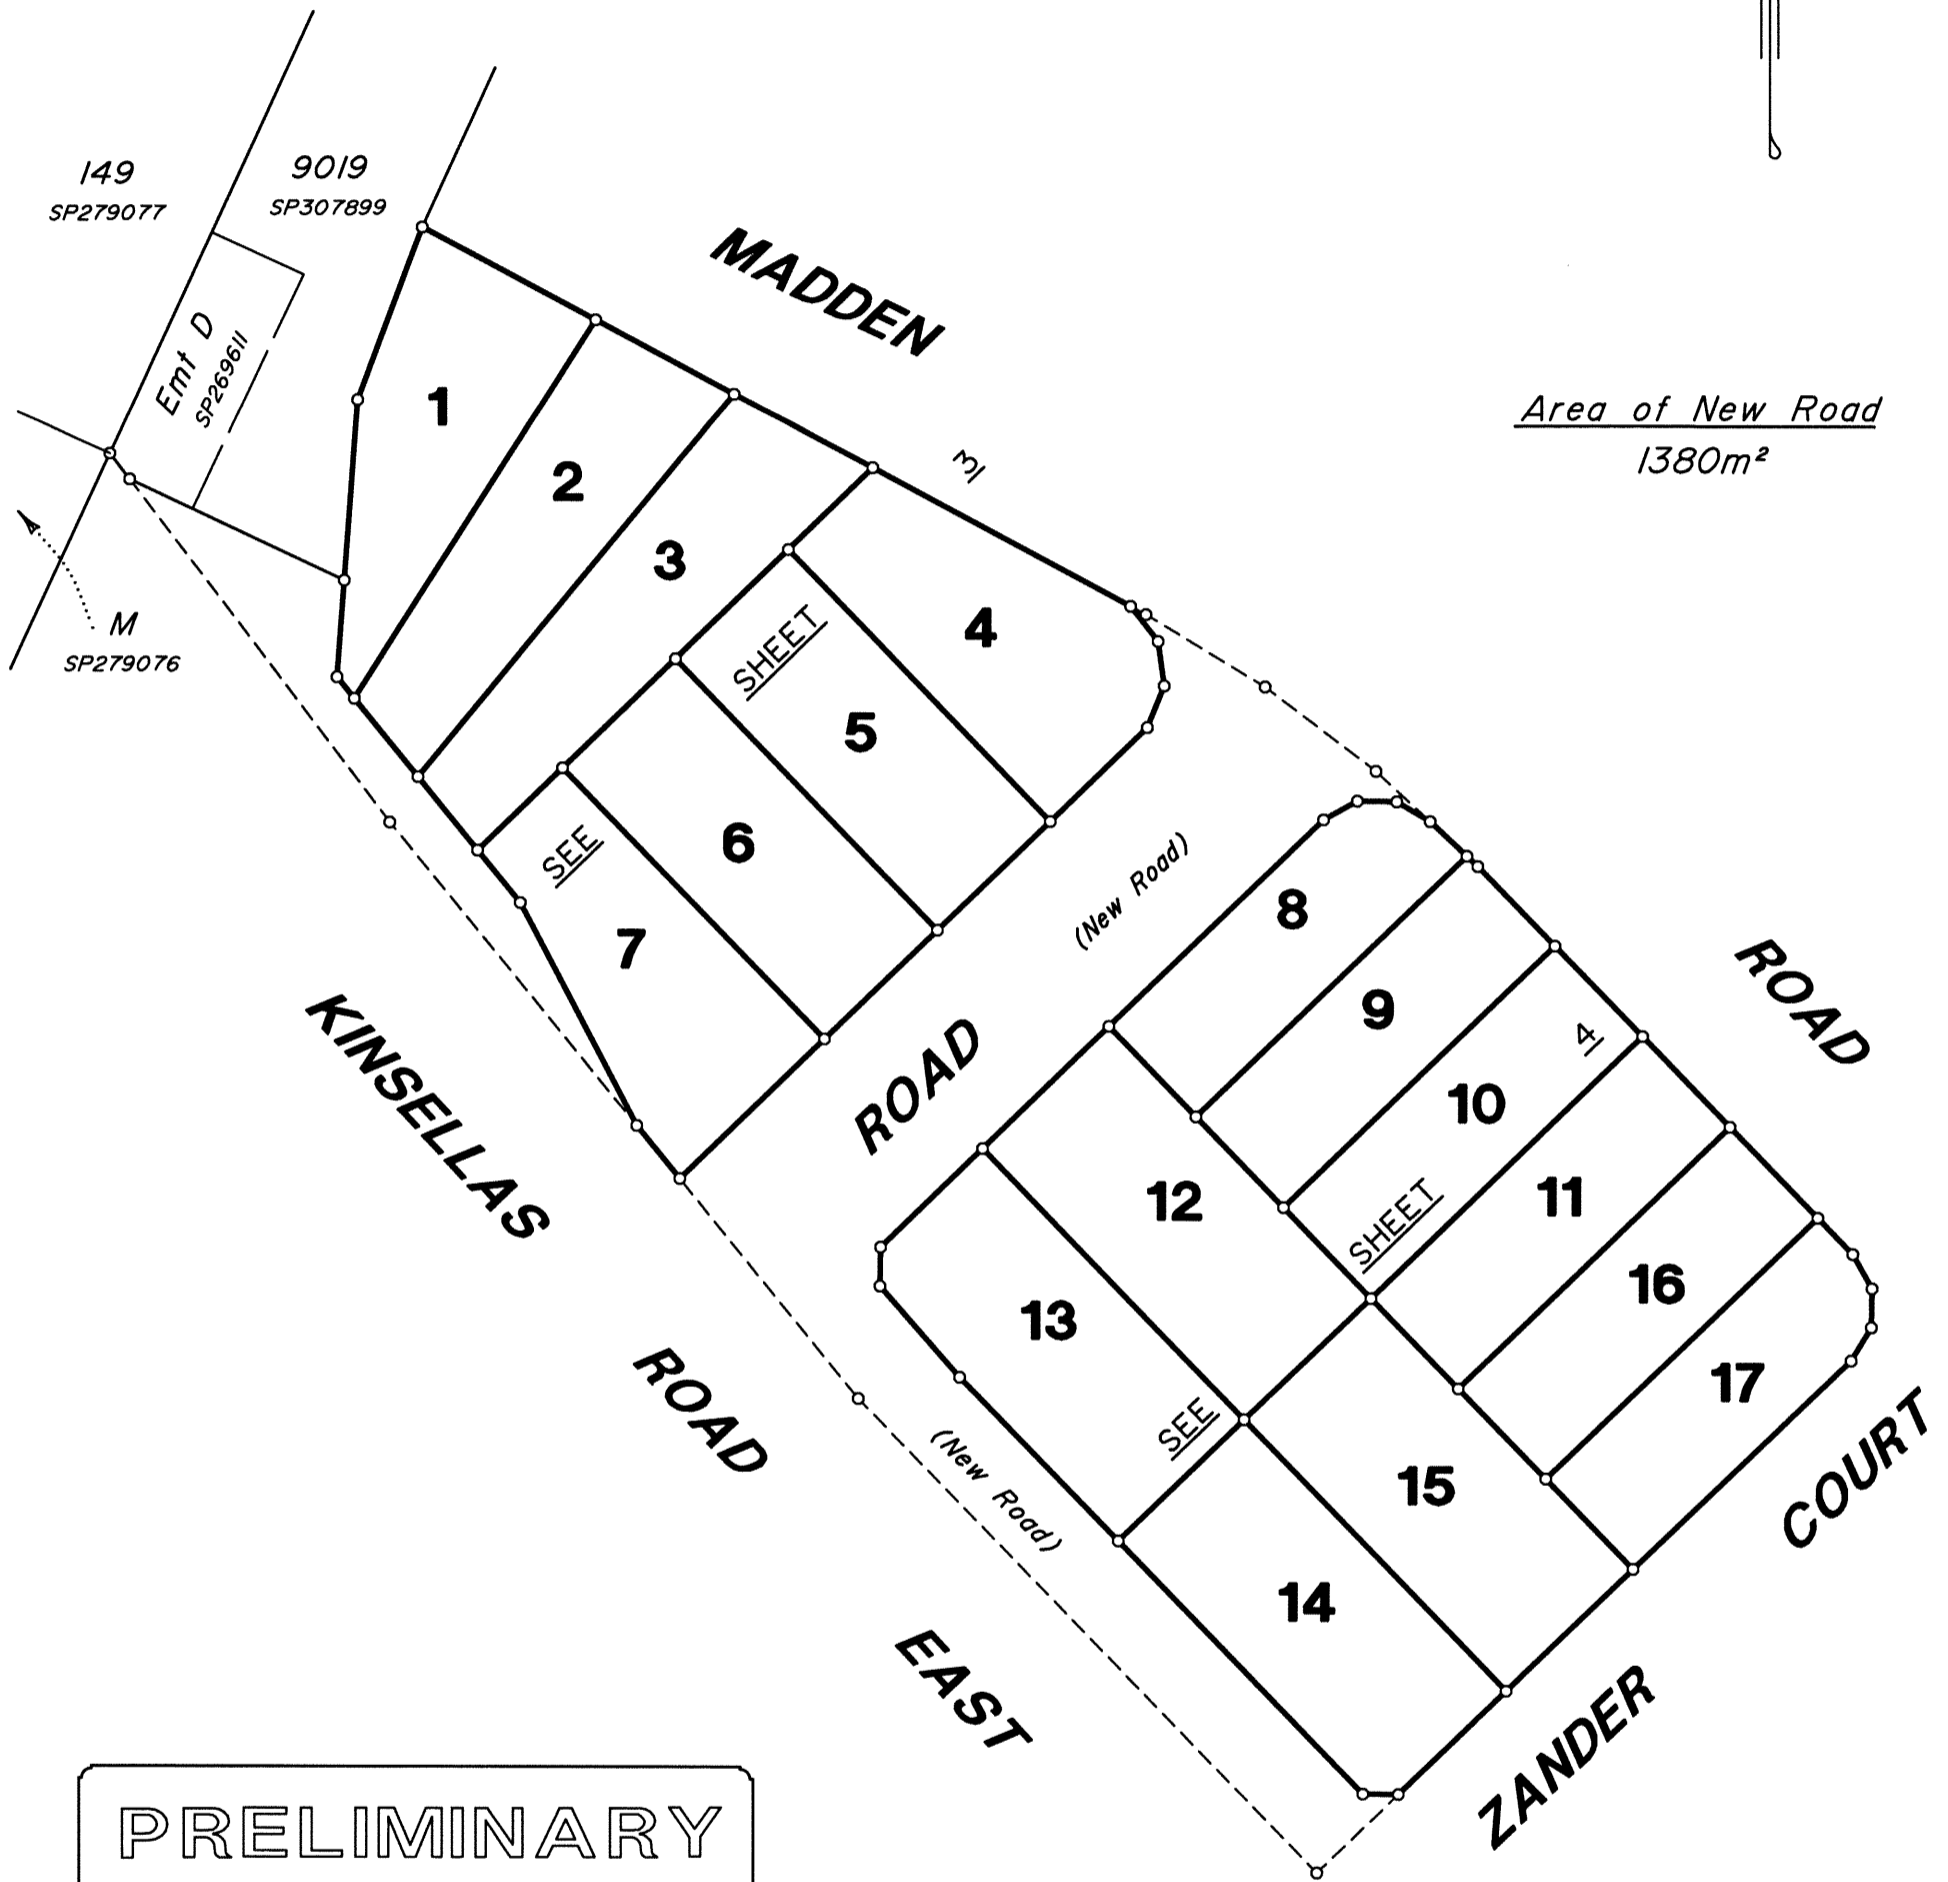 149
SP279077
9019
SP307899
MADDEN
Emt D
SP269611
Area of New Road
1380m²
1
2
3
3
4
SHEET
5
M
SP279076
6
SEE
7
8
(New Road)
9
ROAD
4
10
KINSELLAS
ROAD
11
12
SHEET
16
13
17
ROAD
SEE
COURT
(New Road)
15
14
EAST
ZANDER
PRELIMINARY